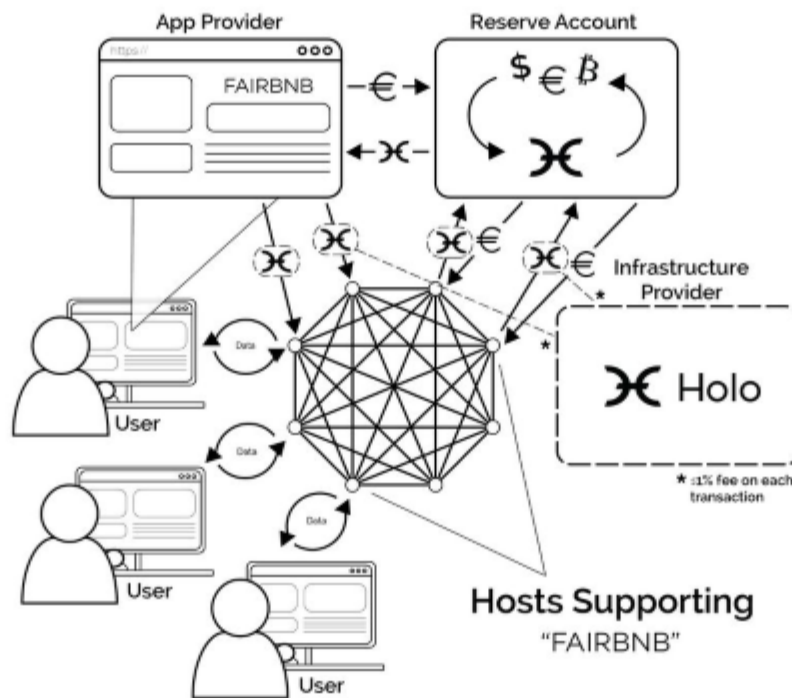 App Provider
Reserve Account
https://
FAIRBNB
€
$ € ₿
€
€
Infrastructure
Provider
*
*
Holo
* ≤1% fee on each
transaction
Data
User
Data
User
Data
User
Hosts Supporting
“FAIRBNB”